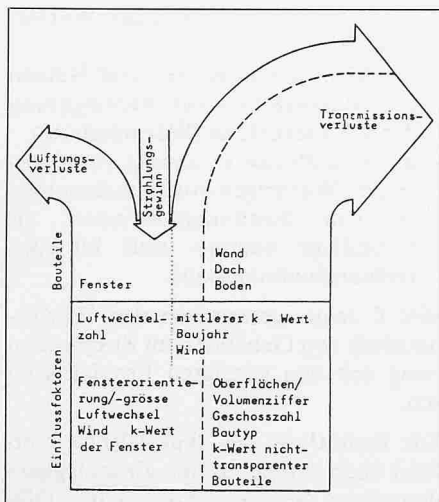 Transmissions-
verluste
Lüftungs-
verluste
Strahlungs-
gewinn
Bauteile
Fenster
Wand
Dach
Boden
Einflussfaktoren
Luftwechsel-
zahl
mittlerer k-Wert
Baujahr
Wind
Fensterorientie-
rung/-grösse
Luftwechsel
Wind k-Wert
der Fenster
Oberflächen/
Volumenziffer
Geschosszahl
Bautyp
k-Wert nicht-
transparenter
Bauteile